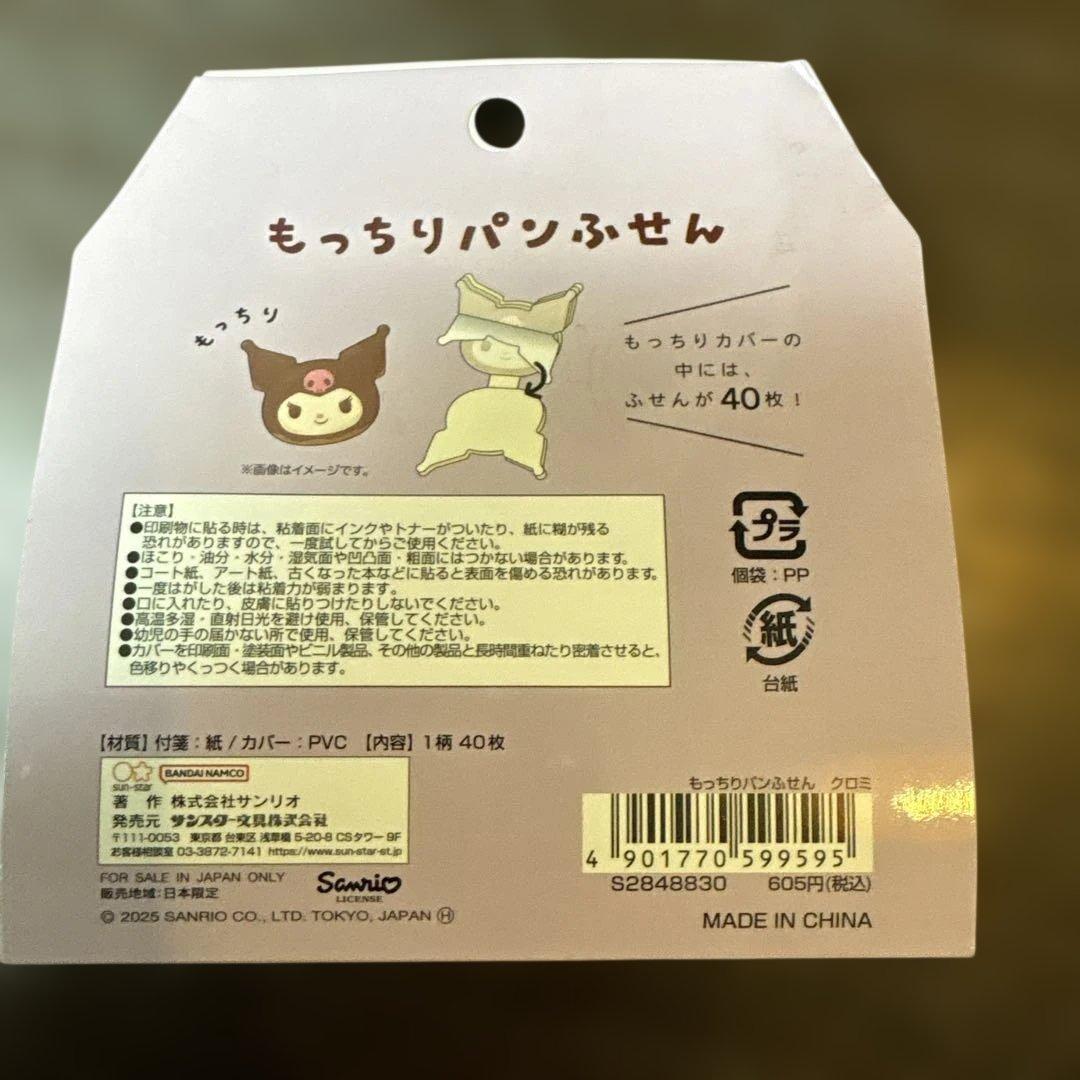 もっちりパンふせん
もっちり
もっちりカバーの
中には、
ふせんが40枚！
※画像はイメージです。
【注意】
●印刷物に貼る時は、粘着面にインクやトナーがついたり、紙に糊が残る
恐れがありますので、一度試してからご使用ください。
●ほこり・油分・水分・湿気面や凹凸面・粗面にはつかない場合があります。
●コート紙、アート紙、古くなった本などに貼ると表面を傷める恐れがあります。
●一度はがした後は粘着力が弱まります。
●口に入れたり、皮膚に貼りつけたりしないでください。
●高温多湿・直射日光を避け使用、保管してください。
●幼児の手の届かない所で使用、保管してください。
●カバーを印刷面・塗装面やビニル製品、その他の製品と長時間重ねたり密着させると、
色移りやくっつく場合があります。
プラ
個袋：PP
紙
台紙
【材質】付箋：紙 / カバー：PVC 【内容】1柄 40枚
sun-star BANDAI NAMCO
著 作 株式会社サンリオ
発売元 サンスター文具株式会社
〒111-0053 東京都 台東区 浅草橋 5-20-8 CSタワー 9F
お客様相談室 03-3872-7141 https://www.sun-star-st.jp
FOR SALE IN JAPAN ONLY
販売地域：日本限定
Sanrio
LICENSE
© 2025 SANRIO CO., LTD. TOKYO, JAPAN Ⓗ
もっちりパンふせん クロミ
4 901770 599595
S2848830 605円(税込)
MADE IN CHINA